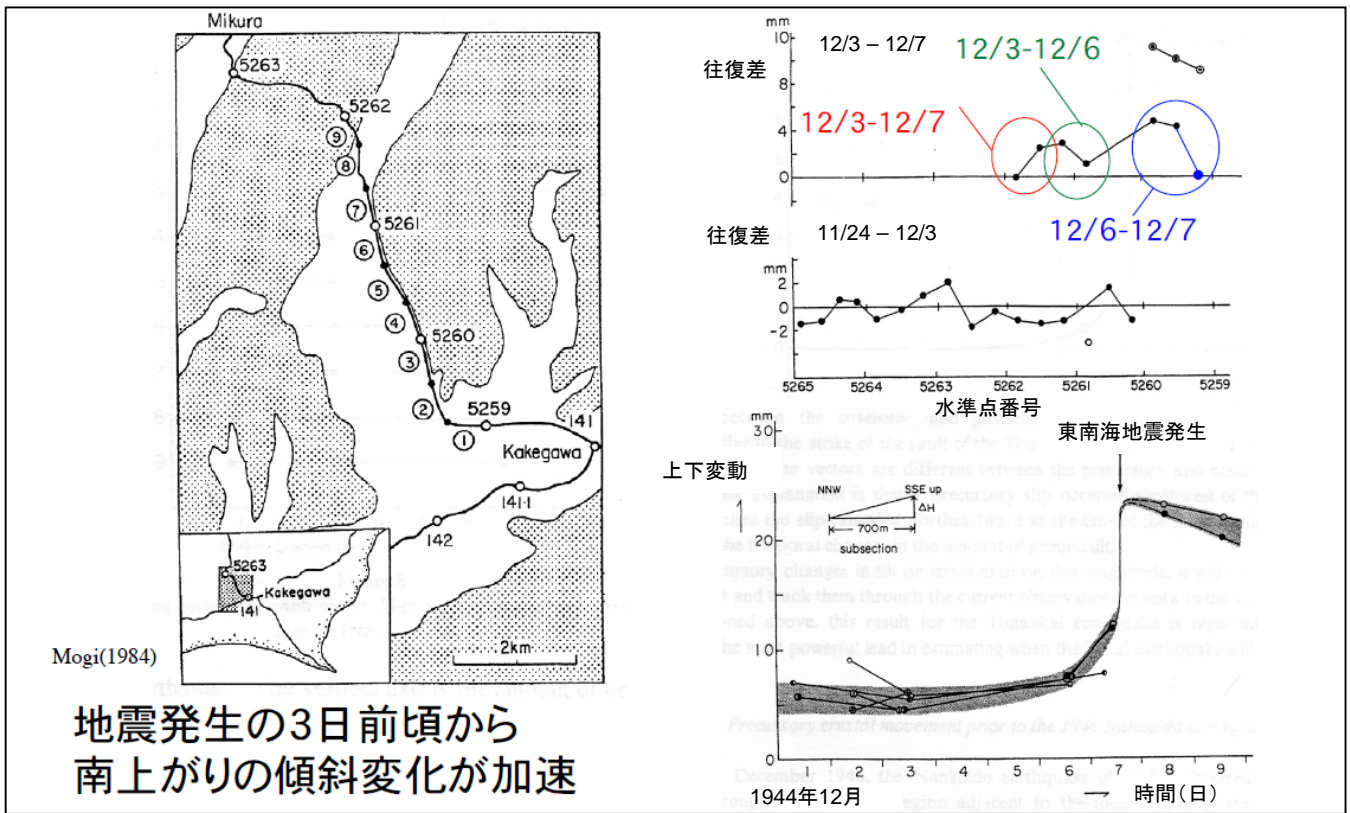 Mikura
5263
5262
⑨
⑧
⑦
5261
⑥
⑤
④
5260
③
②
5259
①
141
Kakegawa
141·1
142
5263
Kakegawa
141
2km
Mogi(1984)
地震発生の3日前頃から
南上がりの傾斜変化が加速
mm
10
8
4
0
往復差
12/3 – 12/7
12/3-12/6
12/3-12/7
12/6-12/7
往復差
11/24 – 12/3
mm
2
0
-2
5265 5264 5263 5262 5261 5260 5259
水準点番号
mm
30
20
10
0
上下変動
東南海地震発生
NNW
SSE up
ΔH
700m
subsection
1 2 3 4 5 6 7 8 9
1944年12月
時間(日)